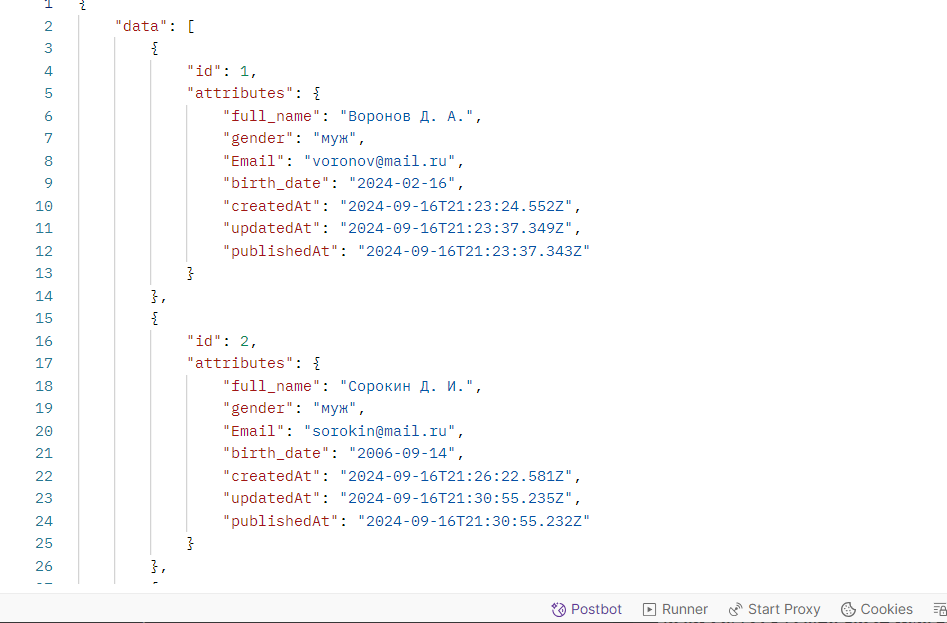 1 {
2 "data": [
3 {
4 "id": 1,
5 "attributes": {
6 "full_name": "Воронов Д. А.",
7 "gender": "муж",
8 "Email": "voronov@mail.ru",
9 "birth_date": "2024-02-16",
10 "createdAt": "2024-09-16T21:23:24.552Z",
11 "updatedAt": "2024-09-16T21:23:37.349Z",
12 "publishedAt": "2024-09-16T21:23:37.343Z"
13 }
14 },
15 {
16 "id": 2,
17 "attributes": {
18 "full_name": "Сорокин Д. И.",
19 "gender": "муж",
20 "Email": "sorokin@mail.ru",
21 "birth_date": "2006-09-14",
22 "createdAt": "2024-09-16T21:26:22.581Z",
23 "updatedAt": "2024-09-16T21:30:55.235Z",
24 "publishedAt": "2024-09-16T21:30:55.232Z"
25 }
26 },
Postbot Runner Start Proxy Cookies